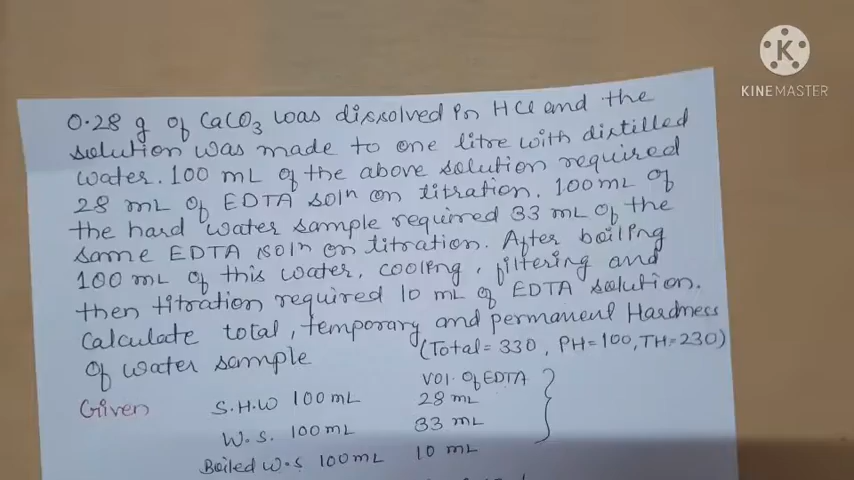 KINEMASTER
0.28 g of CaCO3 was dissolved in HCl and the
solution was made to one litre with distilled
water. 100 mL of the above solution required
28 mL of EDTA solⁿ on titration. 100 mL of
the hard water sample required 33 mL of the
same EDTA solⁿ on titration. After boiling
100 mL of this water, cooling, filtering and
then titration required 10 mL of EDTA solution.
Calculate total, temporary and permanent Hardness
of water sample (Total = 330, PH = 100, TH = 230)
Given
Vol. of EDTA
S.H.W 100 mL 28 mL
W.S. 100 mL 33 mL
Boiled W.S 100 mL 10 mL